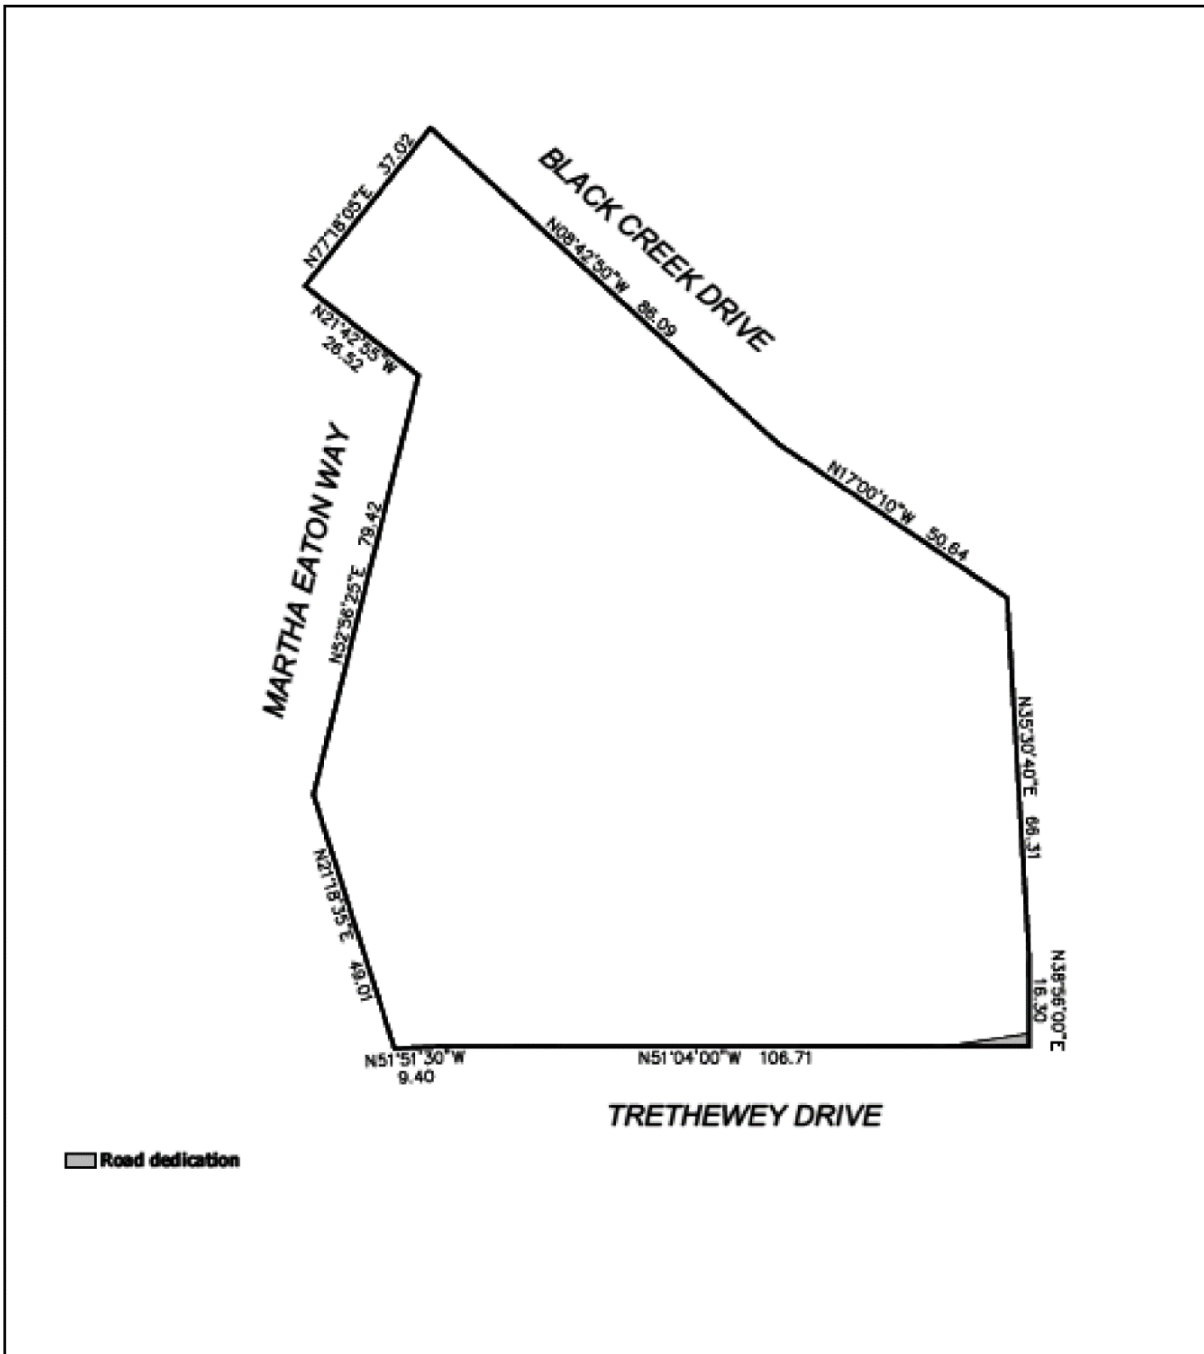 N77°18'05"E 37.02
BLACK CREEK DRIVE
N08°42'50"W 86.09
N21°42'55"W
26.52
MARTHA EATON WAY
N52°56'25"E 79.42
N17°00'10"W 50.64
N35°30'40"E 66.31
N21°18'35"E 49.01
N38°56'00"E
16.30
N51°51'30"W
9.40
N51°04'00"W 106.71
TRETHEWEY DRIVE
Road dedication